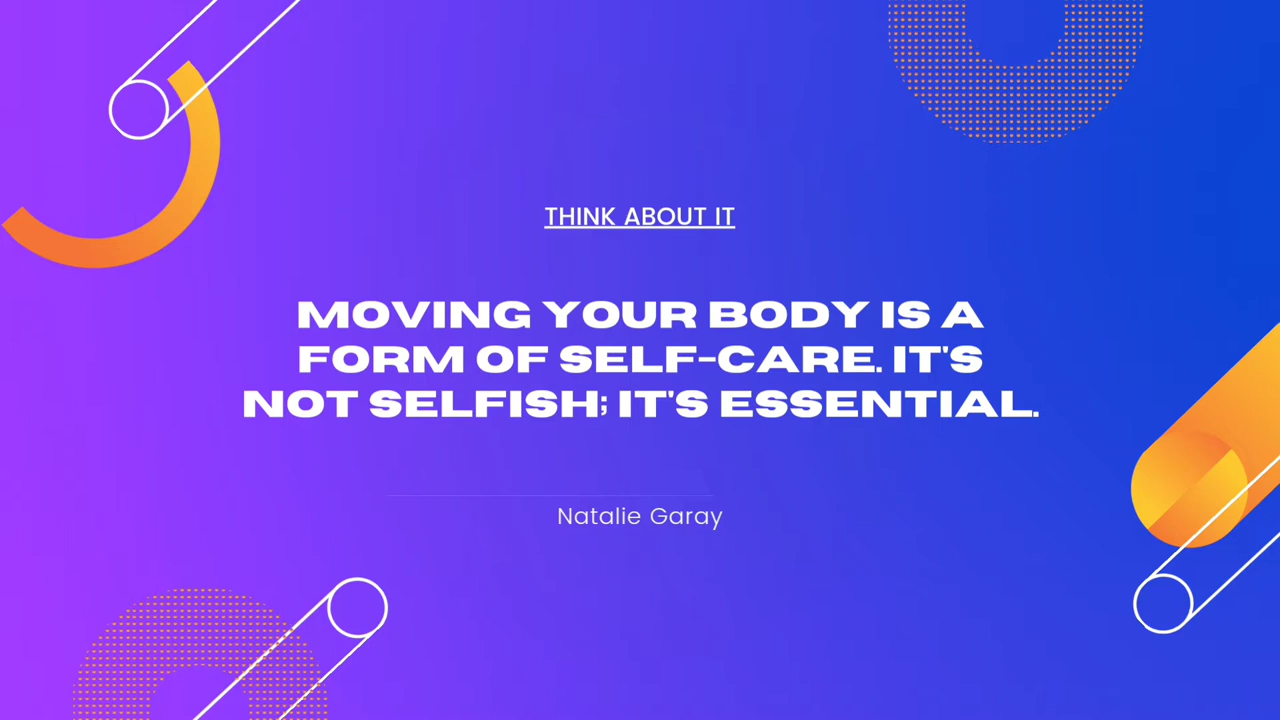 THINK ABOUT IT
MOVING YOUR BODY IS A
FORM OF SELF-CARE. IT'S
NOT SELFISH; IT'S ESSENTIAL.
Natalie Garay